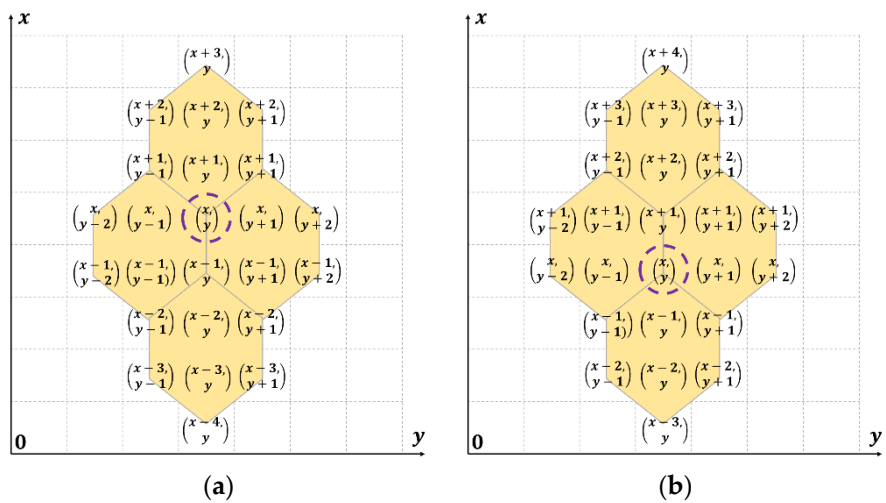 x
(x + 3, y)
(x + 2, y − 1) (x + 2, y) (x + 2, y + 1)
(x + 1, y − 1) (x + 1, y) (x + 1, y + 1)
(x, y − 2) (x, y − 1) (x, y) (x, y + 1) (x, y + 2)
(x − 1, y − 2) (x − 1, y − 1)) (x − 1, y) (x − 1, y + 1) (x − 1, y + 2)
(x − 2, y − 1) (x − 2, y) (x − 2, y + 1)
(x − 3, y − 1) (x − 3, y) (x − 3, y + 1)
(x − 4, y)
0 y
(a)
x
(x + 4, y)
(x + 3, y − 1) (x + 3, y) (x + 3, y + 1)
(x + 2, y − 1) (x + 2, y) (x + 2, y + 1)
(x + 1, y − 2) (x + 1, y − 1) (x + 1, y) (x + 1, y + 1) (x + 1, y + 2)
(x, y − 2) (x, y − 1) (x, y) (x, y + 1) (x, y + 2)
(x − 1, y − 1)) (x − 1, y) (x − 1, y + 1)
(x − 2, y − 1) (x − 2, y) (x − 2, y + 1)
(x − 3, y)
0 y
(b)